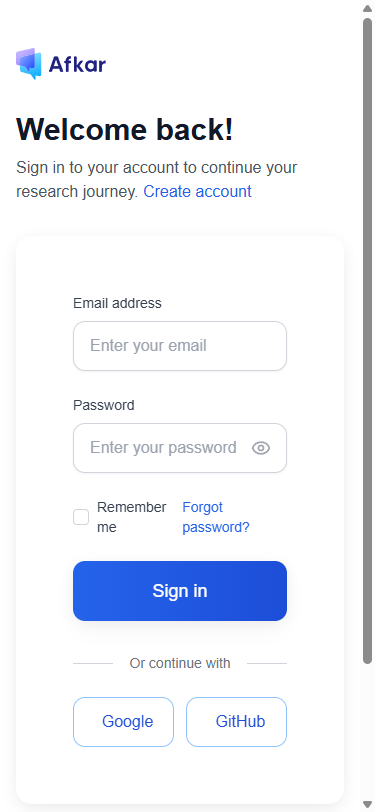 Afkar
Welcome back!
Sign in to your account to continue your
research journey. Create account
Email address
Enter your email
Password
Enter your password
Remember me
Forgot password?
Sign in
Or continue with
Google
GitHub